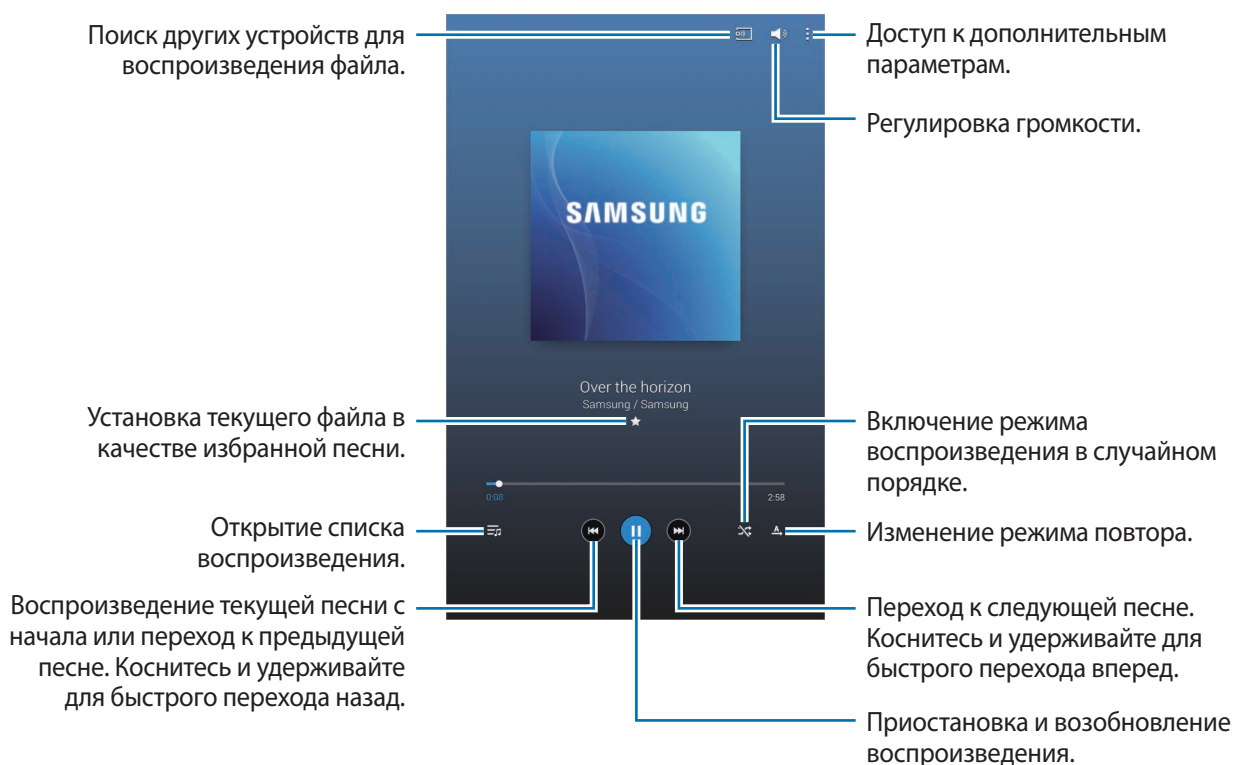 Поиск других устройств для
воспроизведения файла.
Доступ к дополнительным
параметрам.
Регулировка громкости.
SAMSUNG
Over the horizon
Samsung / Samsung
Установка текущего файла в
качестве избранной песни.
Включение режима
воспроизведения в случайном
порядке.
0:08
2:58
Открытие списка
воспроизведения.
A
Изменение режима повтора.
Воспроизведение текущей песни с
начала или переход к предыдущей
песне. Коснитесь и удерживайте
для быстрого перехода назад.
Переход к следующей песне.
Коснитесь и удерживайте для
быстрого перехода вперед.
Приостановка и возобновление
воспроизведения.